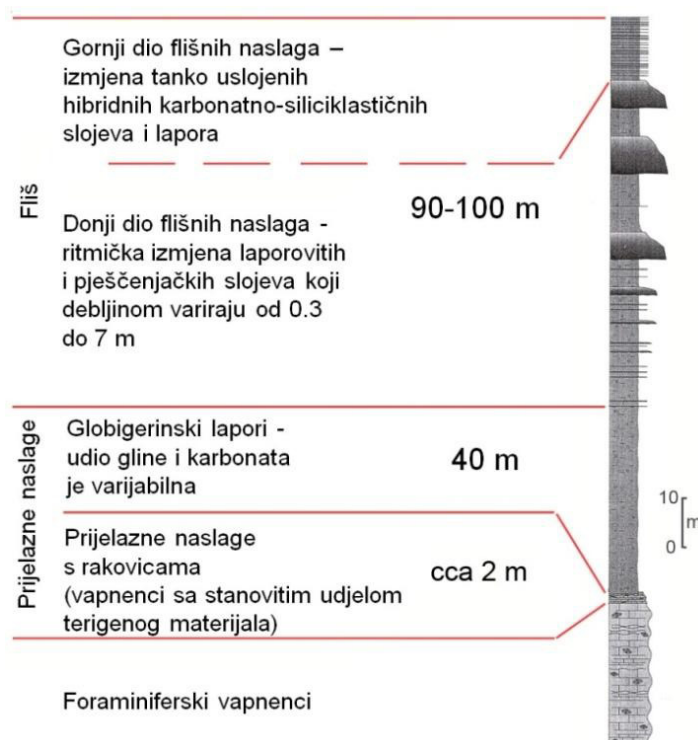 Gornji dio flišnih naslaga –
izmjena tanko uslojenih
hibridnih karbonatno-siliciklastičnih
slojeva i lapora
Fliš
90-100 m
Donji dio flišnih naslaga -
ritmička izmjena laporovitih
i pješčenjačkih slojeva koji
debljinom variraju od 0.3
do 7 m
Prijelazne naslage
Globigerinski lapori -
udio gline i karbonata
je varijabilna
40 m
Prijelazne naslage
s rakovicama
(vapnenci sa stanovitim udjelom
terigenog materijala)
cca 2 m
10
m
0
Foraminiferski vapnenci